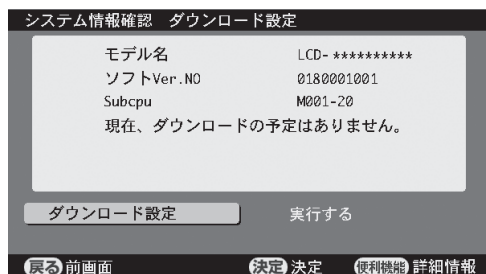 システム情報確認　ダウンロード設定
モデル名　LCD-**********
ソフトVer.NO　0180001001
Subcpu　M001-20
現在、ダウンロードの予定はありません。
ダウンロード設定　実行する
戻る 前画面　決定 決定　便利機能 詳細情報